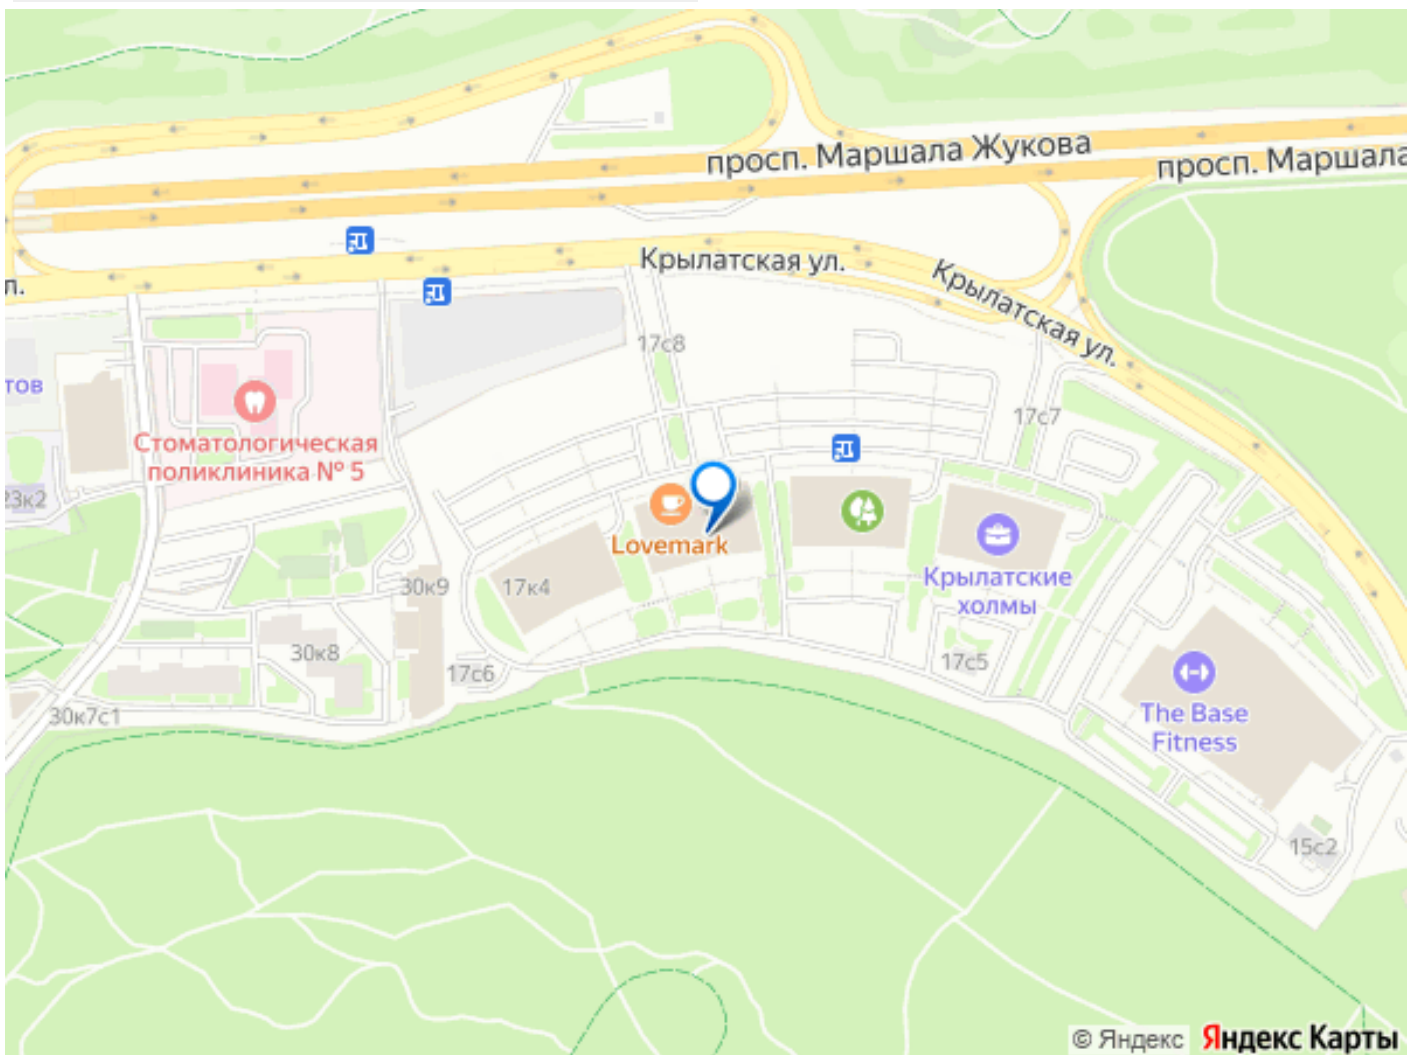 просп. Маршала Жукова
просп. Маршала
Крылатская ул.
Крылатская ул.
л.
17с8
тов
Стоматологическая
поликлиника № 5
17с7
23к2
Lovemark
30к9
17к4
Крылатские
холмы
30к8
17с6
17с5
30к7с1
The Base
Fitness
15с2
© Яндекс Яндекс Карты